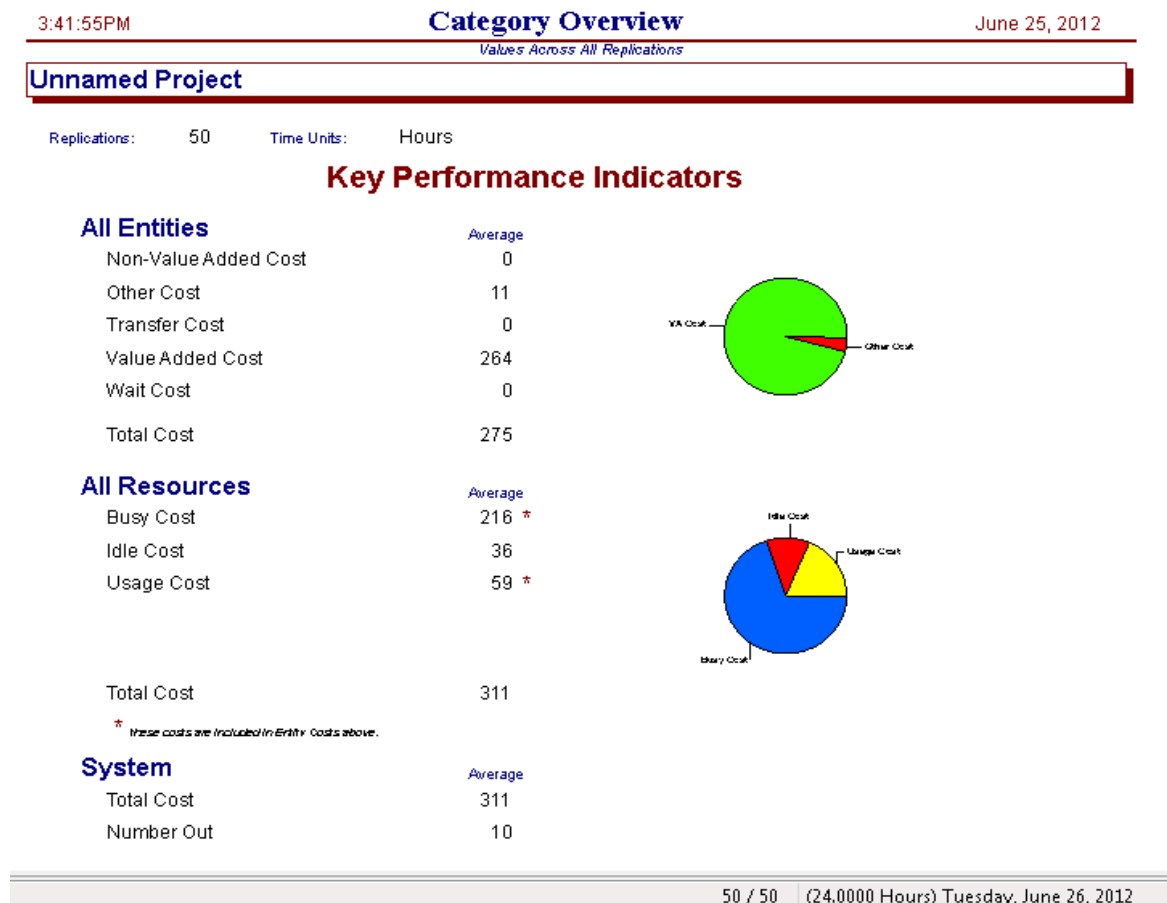 3:41:55PM Category Overview June 25, 2012
Values Across All Replications
Unnamed Project
Replications: 50 Time Units: Hours
Key Performance Indicators
All Entities Average
Non-Value Added Cost 0
Other Cost 11
Transfer Cost 0
VA Cost
Other Cost
Value Added Cost 264
Wait Cost 0
Total Cost 275
All Resources Average
Busy Cost 216 *
Idle Cost
Idle Cost 36
Usage Cost
Usage Cost 59 *
Busy Cost
Total Cost 311
* these costs are included in Entity Costs above.
System Average
Total Cost 311
Number Out 10
50 / 50 (24.0000 Hours) Tuesday, June 26, 2012